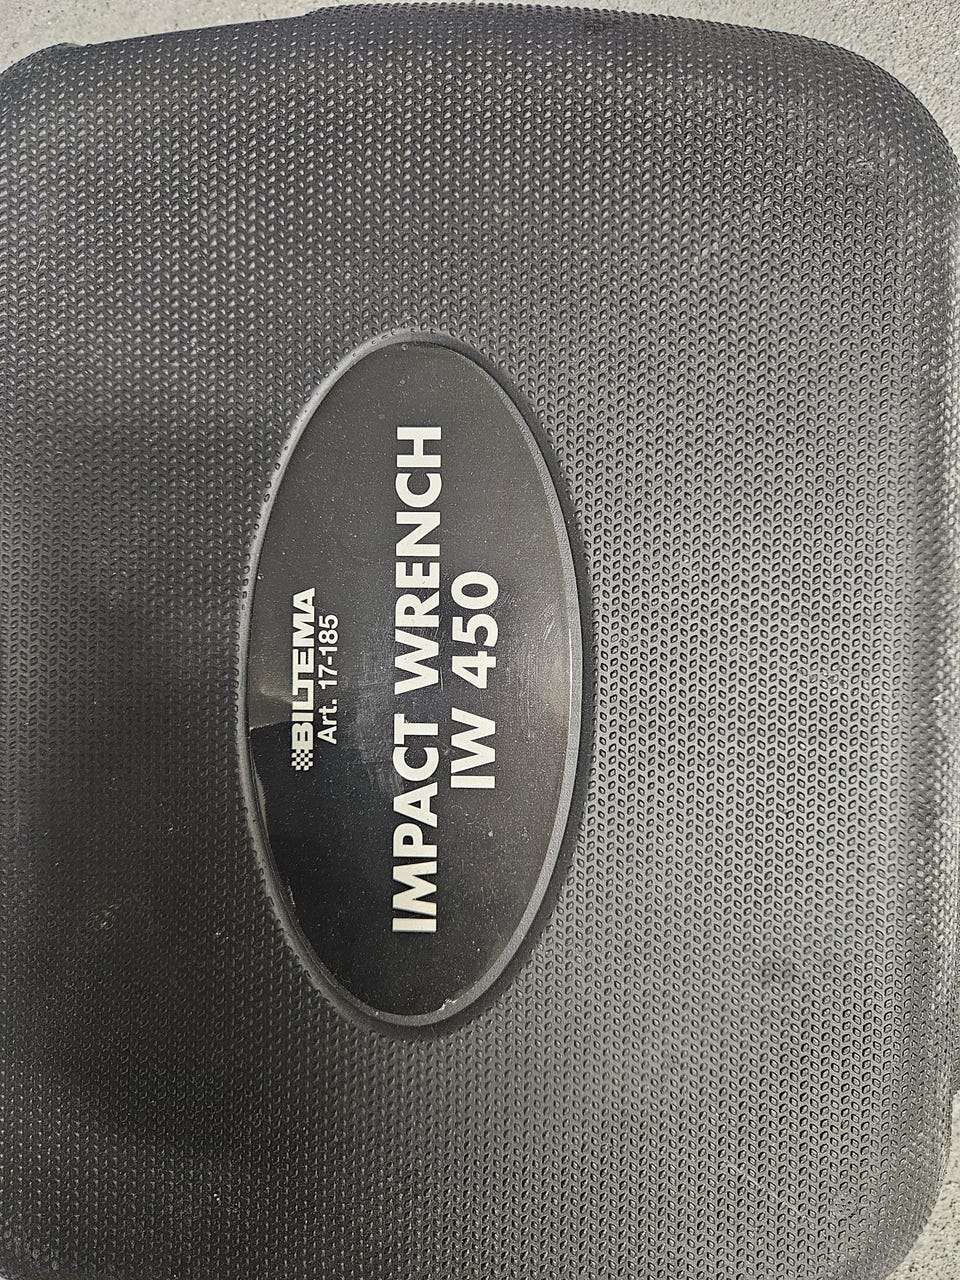 BILTEMA
Art. 17-185
IMPACT WRENCH
IW 450